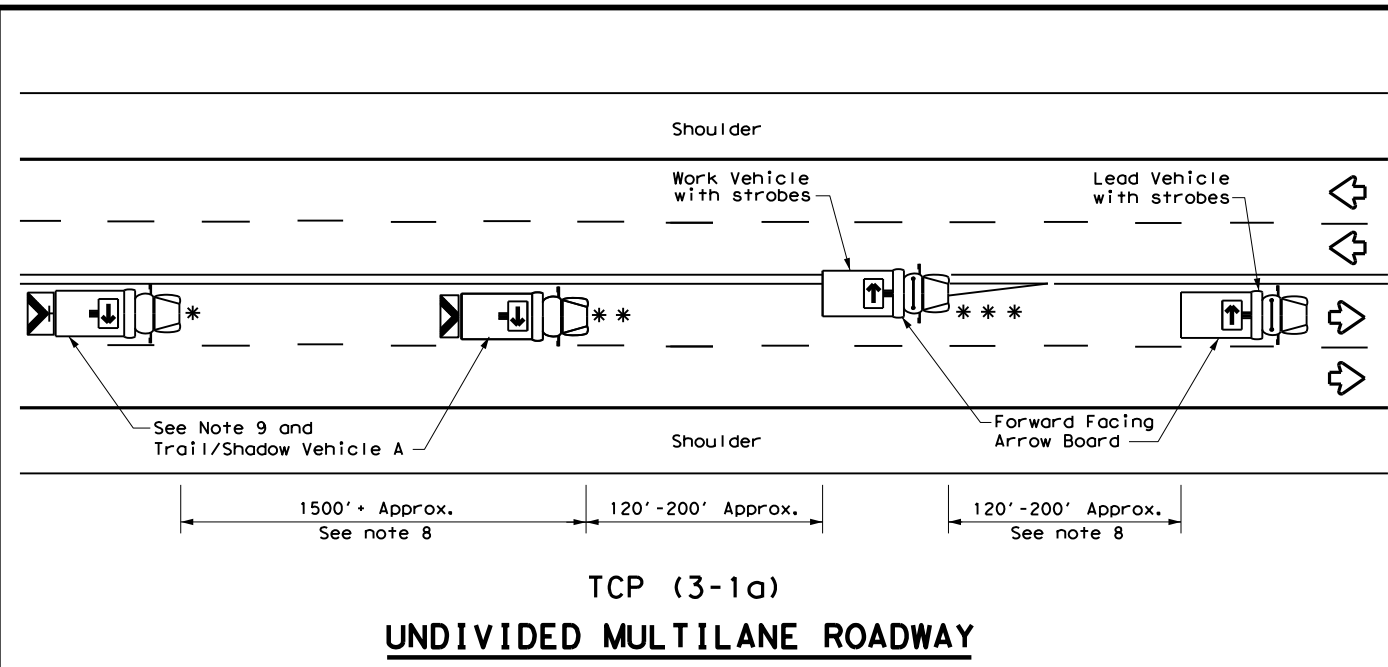 Shoulder
Work Vehicle
with strobes
Lead Vehicle
with strobes
*
* *
* * *
See Note 9 and
Trail/Shadow Vehicle A
Shoulder
Forward Facing
Arrow Board
1500'+ Approx.
See note 8
120'-200' Approx.
120'-200' Approx.
See note 8
TCP (3-1a)
UNDIVIDED MULTILANE ROADWAY